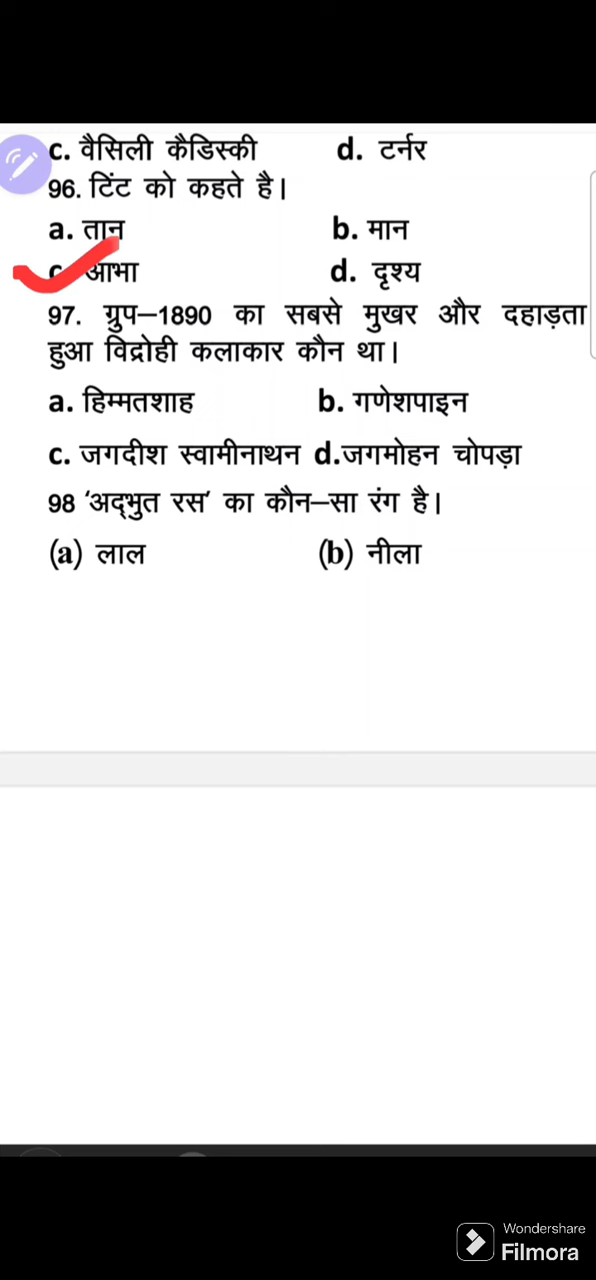 c. वैसिली कैडिस्की d. टर्नर
96. टिंट को कहते है।
a. तान b. मान
c. आभा d. दृश्य
97. ग्रुप–1890 का सबसे मुखर और दहाड़ता
हुआ विद्रोही कलाकार कौन था।
a. हिम्मतशाह b. गणेशपाइन
c. जगदीश स्वामीनाथन d.जगमोहन चोपड़ा
98 ‘अद्भुत रस’ का कौन–सा रंग है।
(a) लाल (b) नीला
Wondershare
Filmora